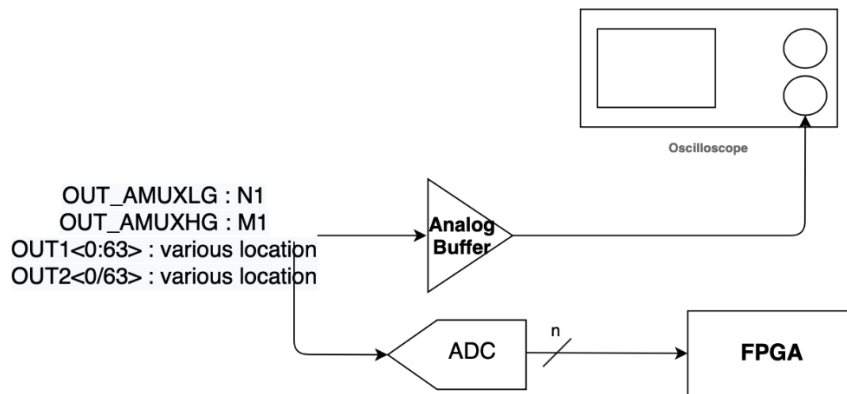 Oscilloscope
OUT_AMUXLG : N1
OUT_AMUXHG : M1
OUT1<0:63> : various location
OUT2<0/63> : various location
Analog
Buffer
n
ADC
FPGA